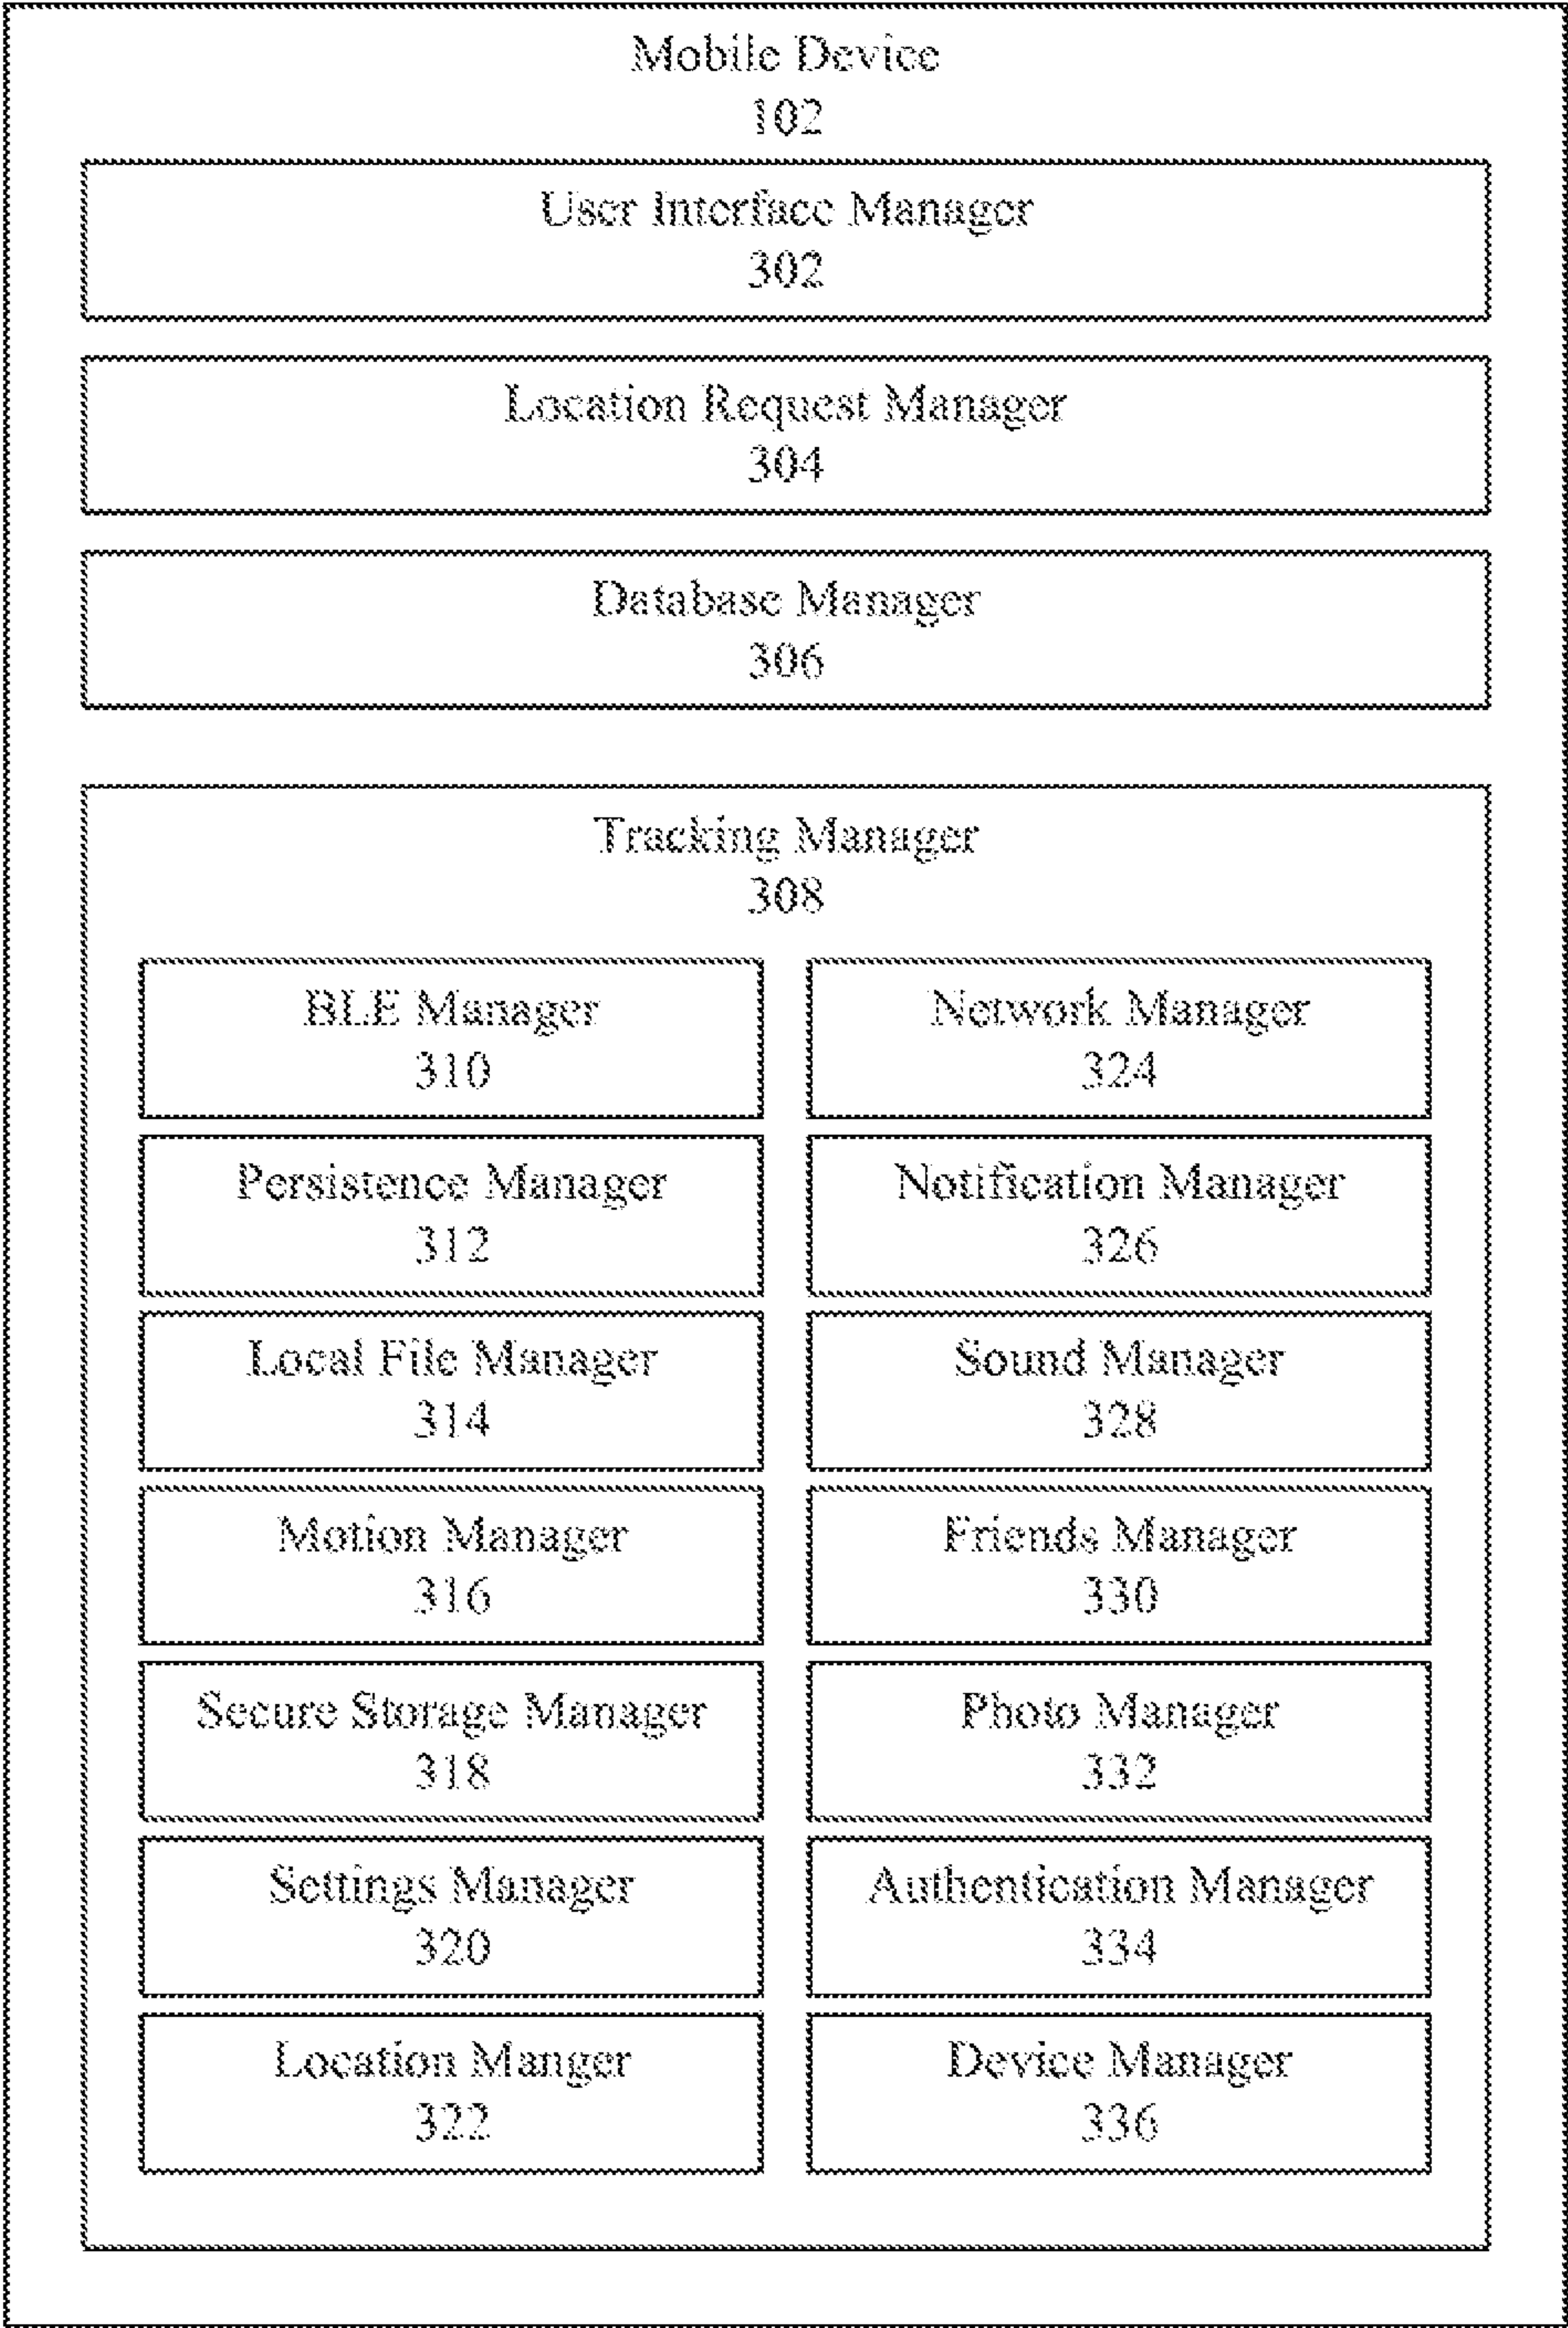 Mobile Device
102
User Interface Manager
302
Location Request Manager
304
Database Manager
306
Tracking Manager
308
BLE Manager
310
Persistence Manager
312
Local File Manager
314
Motion Manager
316
Secure Storage Manager
318
Settings Manager
320
Location Manger
322
Network Manager
324
Notification Manager
326
Sound Manager
328
Friends Manager
330
Photo Manager
332
Authentication Manager
334
Device Manager
336